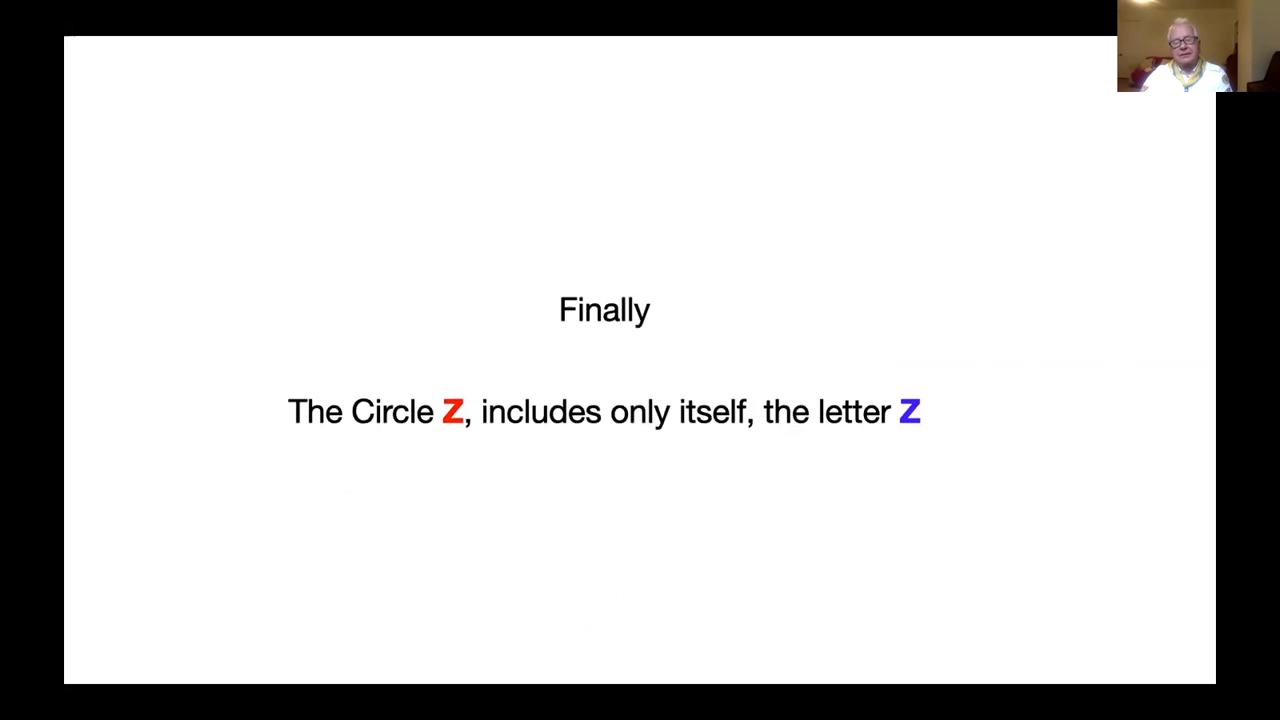 Finally
The Circle Z, includes only itself, the letter Z